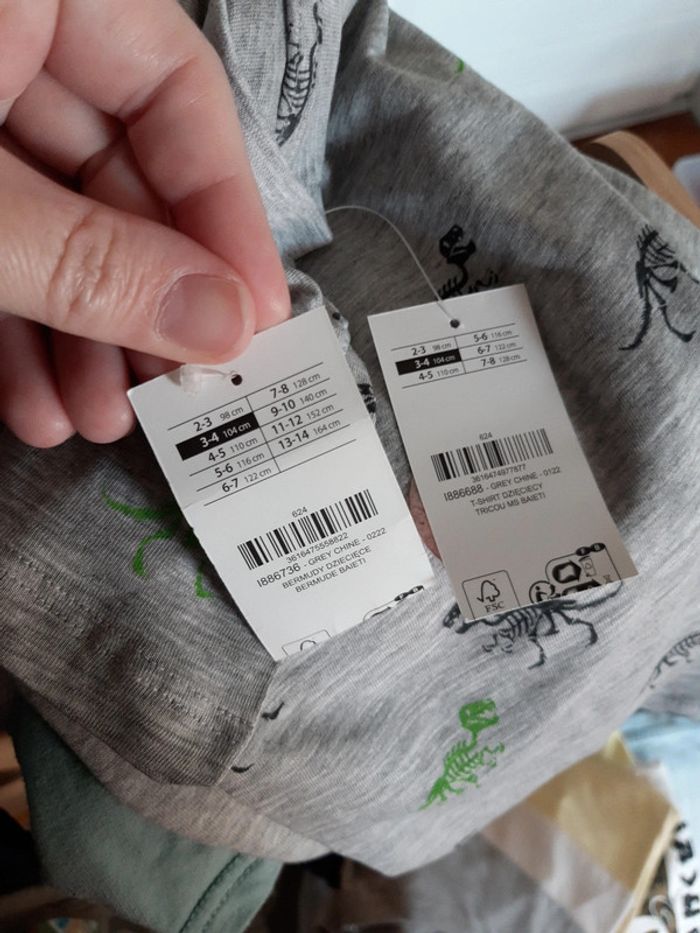 2-3 98 cm
3-4 104 cm
4-5 110 cm
5-6 116 cm
6-7 122 cm
7-8 128 cm
9-10 140 cm
11-12 152 cm
13-14 164 cm
624
3616475558822
I886736 - GREY CHINE - 0222
BERMUDY DZIECIĘCE
BERMUDE BAIETI
2-3 98 cm
3-4 104 cm
4-5 110 cm
5-6 116 cm
6-7 122 cm
7-8 128 cm
624
3616474977877
I886688 - GREY CHINE - 0122
T-SHIRT DZIECIĘCY
TRICOU MS BAIETI
FSC